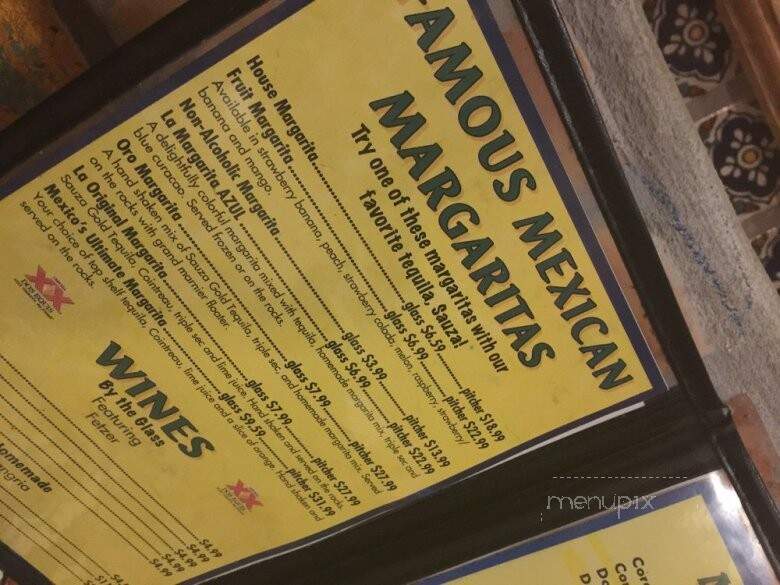 FAMOUS MEXICAN
MARGARITAS
Try one of these margaritas with our
favorite tequila, Sauza!
House Margarita glass $6.59 pitcher $18.99
Fruit Margarita glass $6.99 pitcher $22.99
Available in strawberry banana, peach, strawberry colada, melon, raspberry, strawberry/
banana and mango.
Non-Alcoholic Margarita glass $3.99 pitcher $13.99
La Margarita AZUL glass $6.99 pitcher $22.99
A delightfully colorful margarita mixed with tequila, homemade margarita mix, triple sec and
blue curacao. Served frozen or on the rocks.
Oro Margarita glass $7.99 pitcher $27.99
A hand shaken mix of Sauza Gold Tequila, triple sec, and homemade margarita mix. Served
on the rocks with grand marnier floater.
La Original Margarita glass $7.99 pitcher $27.99
Sauza Gold Tequila, Cointreau, triple sec and lime juice. Hand shaken and served on the rocks.
Mexico's Ultimate Margarita glass $9.59 pitcher $31.99
Your choice of top shelf tequila, Cointreau, lime juice and a slice of orange. Hand shaken and
served on the rocks.
XX
XX
WINES
By the Glass
Featuring
Fetzer
$4.99
$4.99
$4.99
$4.99
Homemade
menupix